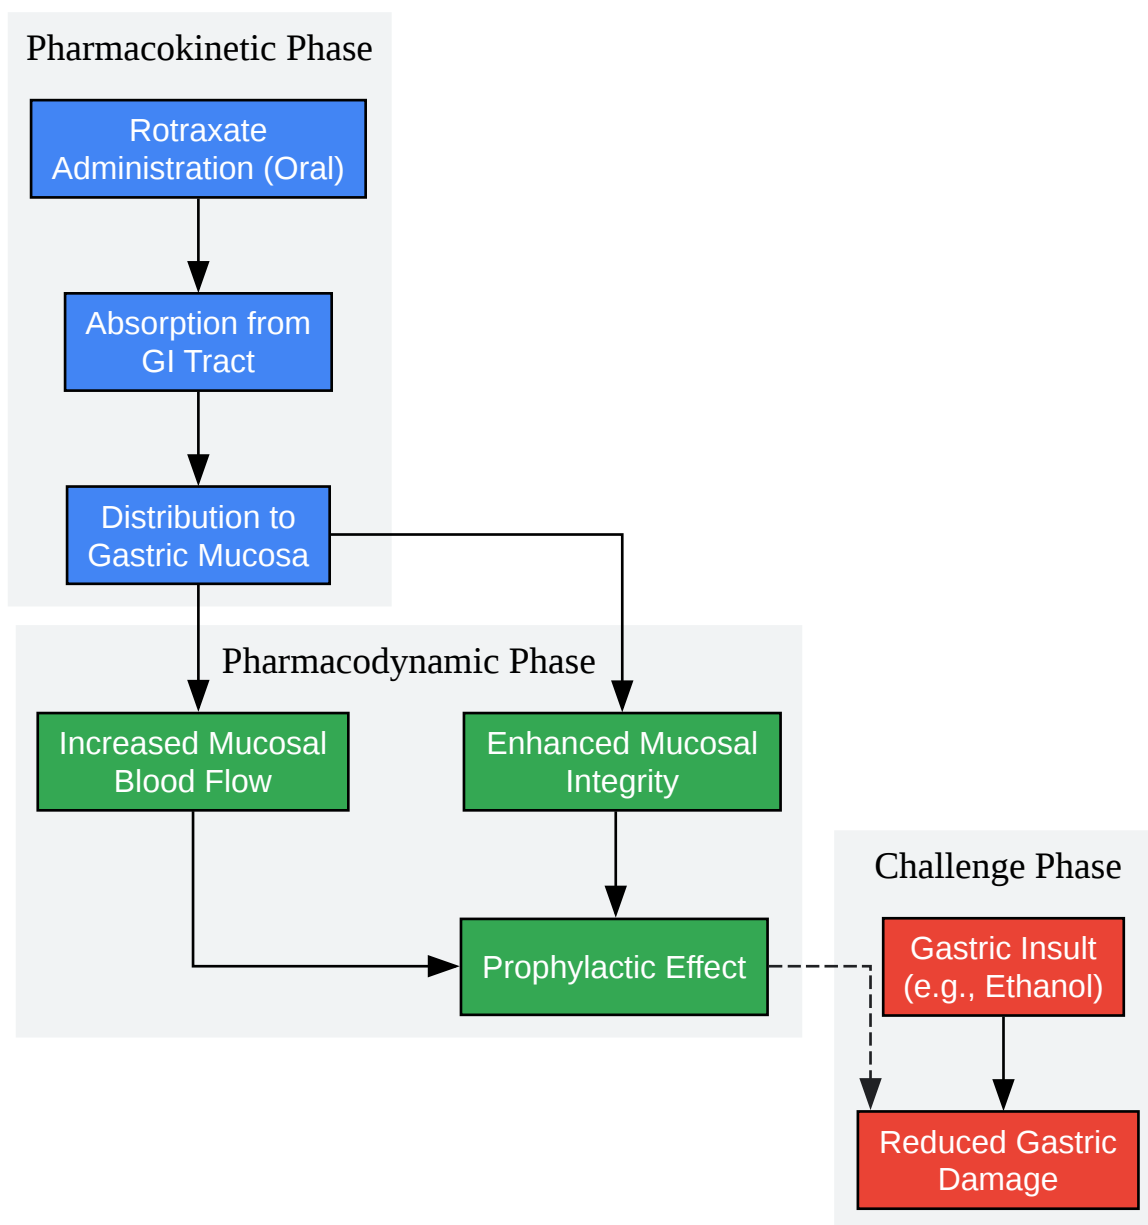 Pharmacokinetic Phase
Rotraxate
Administration (Oral)
Absorption from
GI Tract
Distribution to
Gastric Mucosa
Pharmacodynamic Phase
Increased Mucosal
Blood Flow
Enhanced Mucosal
Integrity
Prophylactic Effect
Challenge Phase
Gastric Insult
(e.g., Ethanol)
Reduced Gastric
Damage